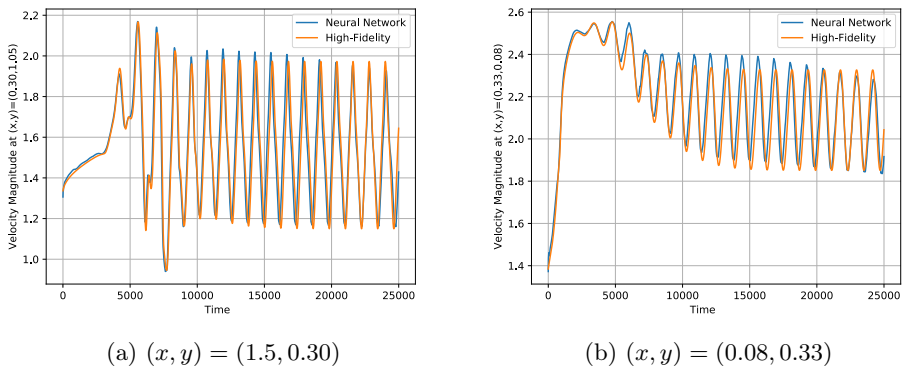 Velocity Magnitude at (x,y)=(0.30,1.05)
2.2
2.0
1.8
1.6
1.4
1.2
1.0
0
5000
10000
15000
20000
25000
Time
Neural Network
High-Fidelity
(a) (x, y) = (1.5, 0.30)
Velocity Magnitude at (x,y)=(0.33,0.08)
2.6
2.4
2.2
2.0
1.8
1.6
1.4
0
5000
10000
15000
20000
25000
Time
Neural Network
High-Fidelity
(b) (x, y) = (0.08, 0.33)